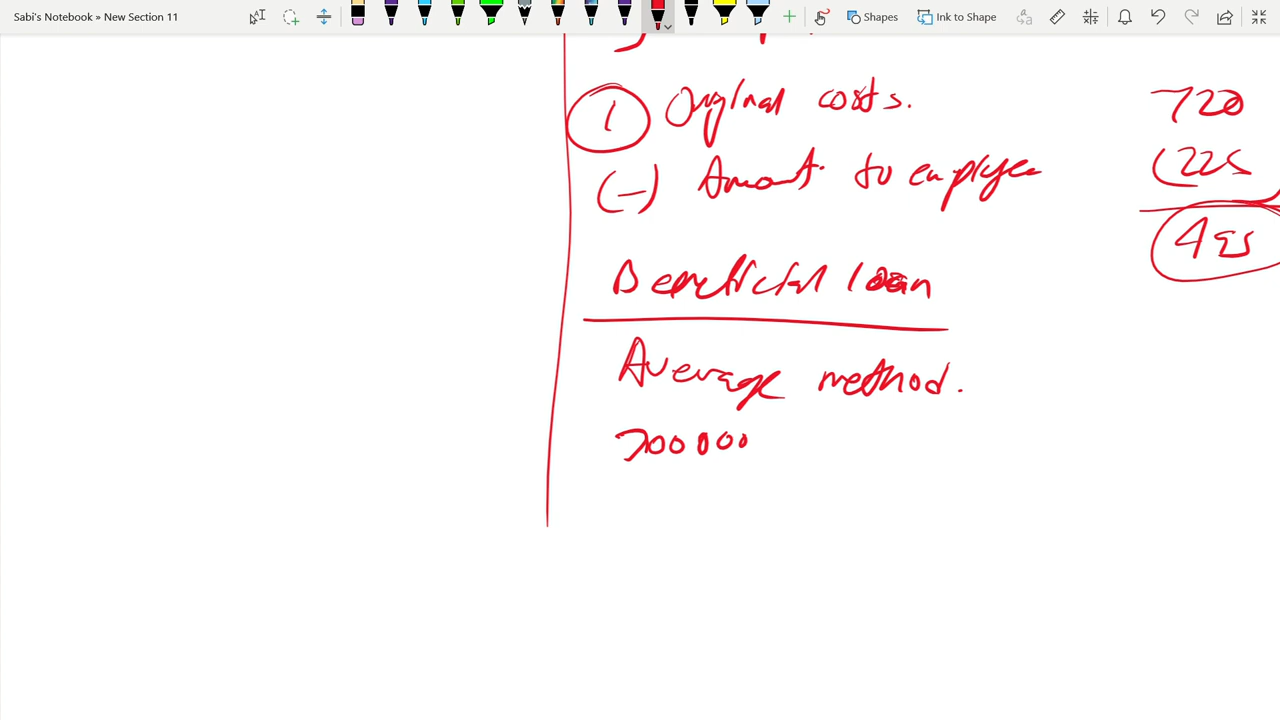 Sabi's Notebook » New Section 11
Shapes
Ink to Shape
1 Original costs. 720
(-) Amount to employee (225
495
Beneficial loan
Average method.
700000